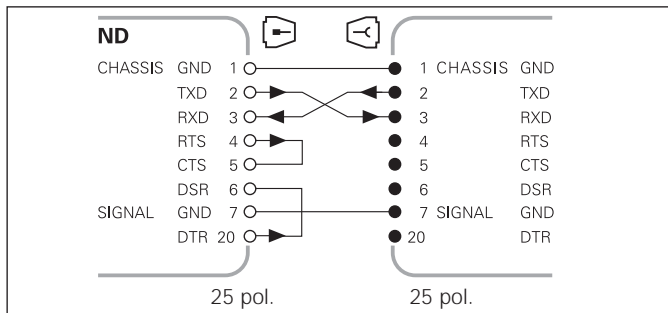 ND
CHASSIS GND 1 1 CHASSIS GND
TXD 2 2 TXD
RXD 3 3 RXD
RTS 4 4 RTS
CTS 5 5 CTS
DSR 6 6 DSR
SIGNAL GND 7 7 SIGNAL GND
DTR 20 20 DTR
25 pol. 25 pol.